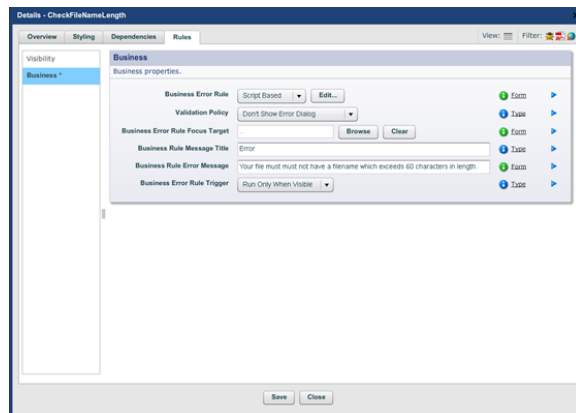 Details - CheckFileNameLength
Overview Styling Dependencies Rules View: Filter:
Visibility
Business *
Business
Business properties.
Business Error Rule Script Based Edit... Form
Validation Policy Don't Show Error Dialog Type
Business Error Rule Focus Target Browse Clear Form
Business Rule Message Title Error Type
Business Rule Error Message Your file must must not have a filename which exceeds 60 characters in length. Form
Business Error Rule Trigger Run Only When Visible Type
Save Close